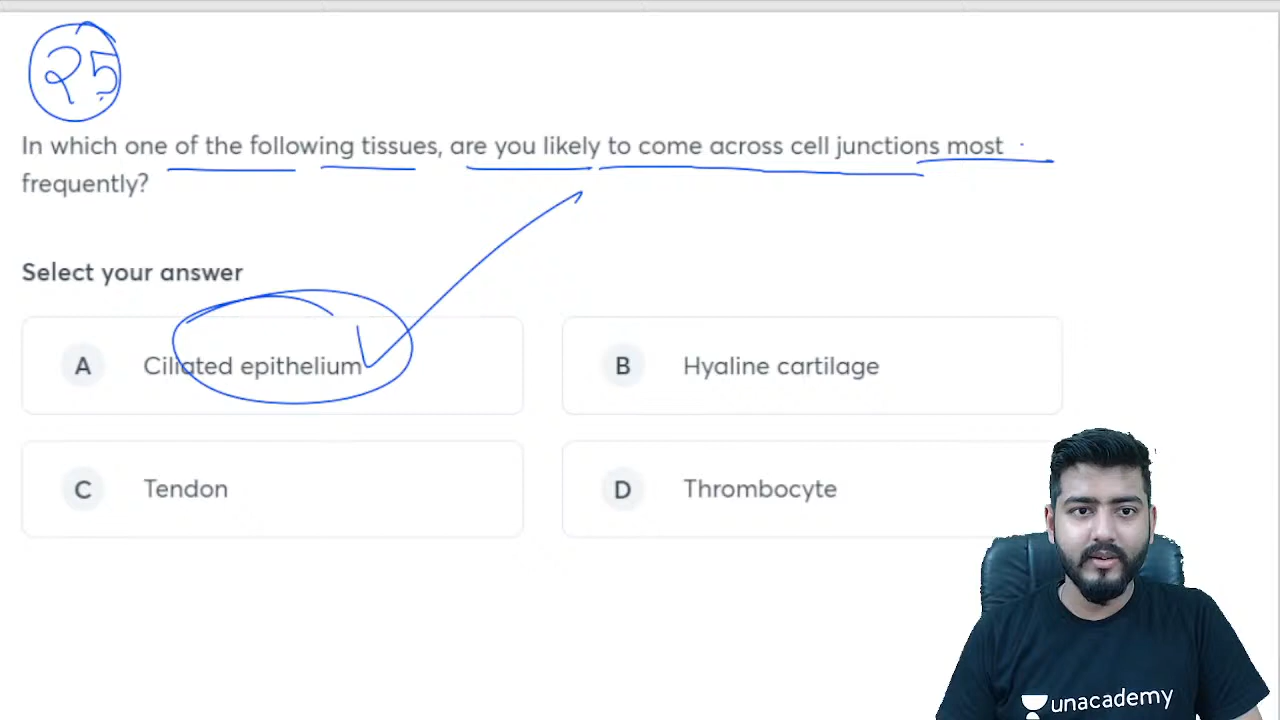 25
In which one of the following tissues, are you likely to come across cell junctions most
frequently?
Select your answer
A Ciliated epithelium
B Hyaline cartilage
C Tendon
D Thrombocyte
unacademy